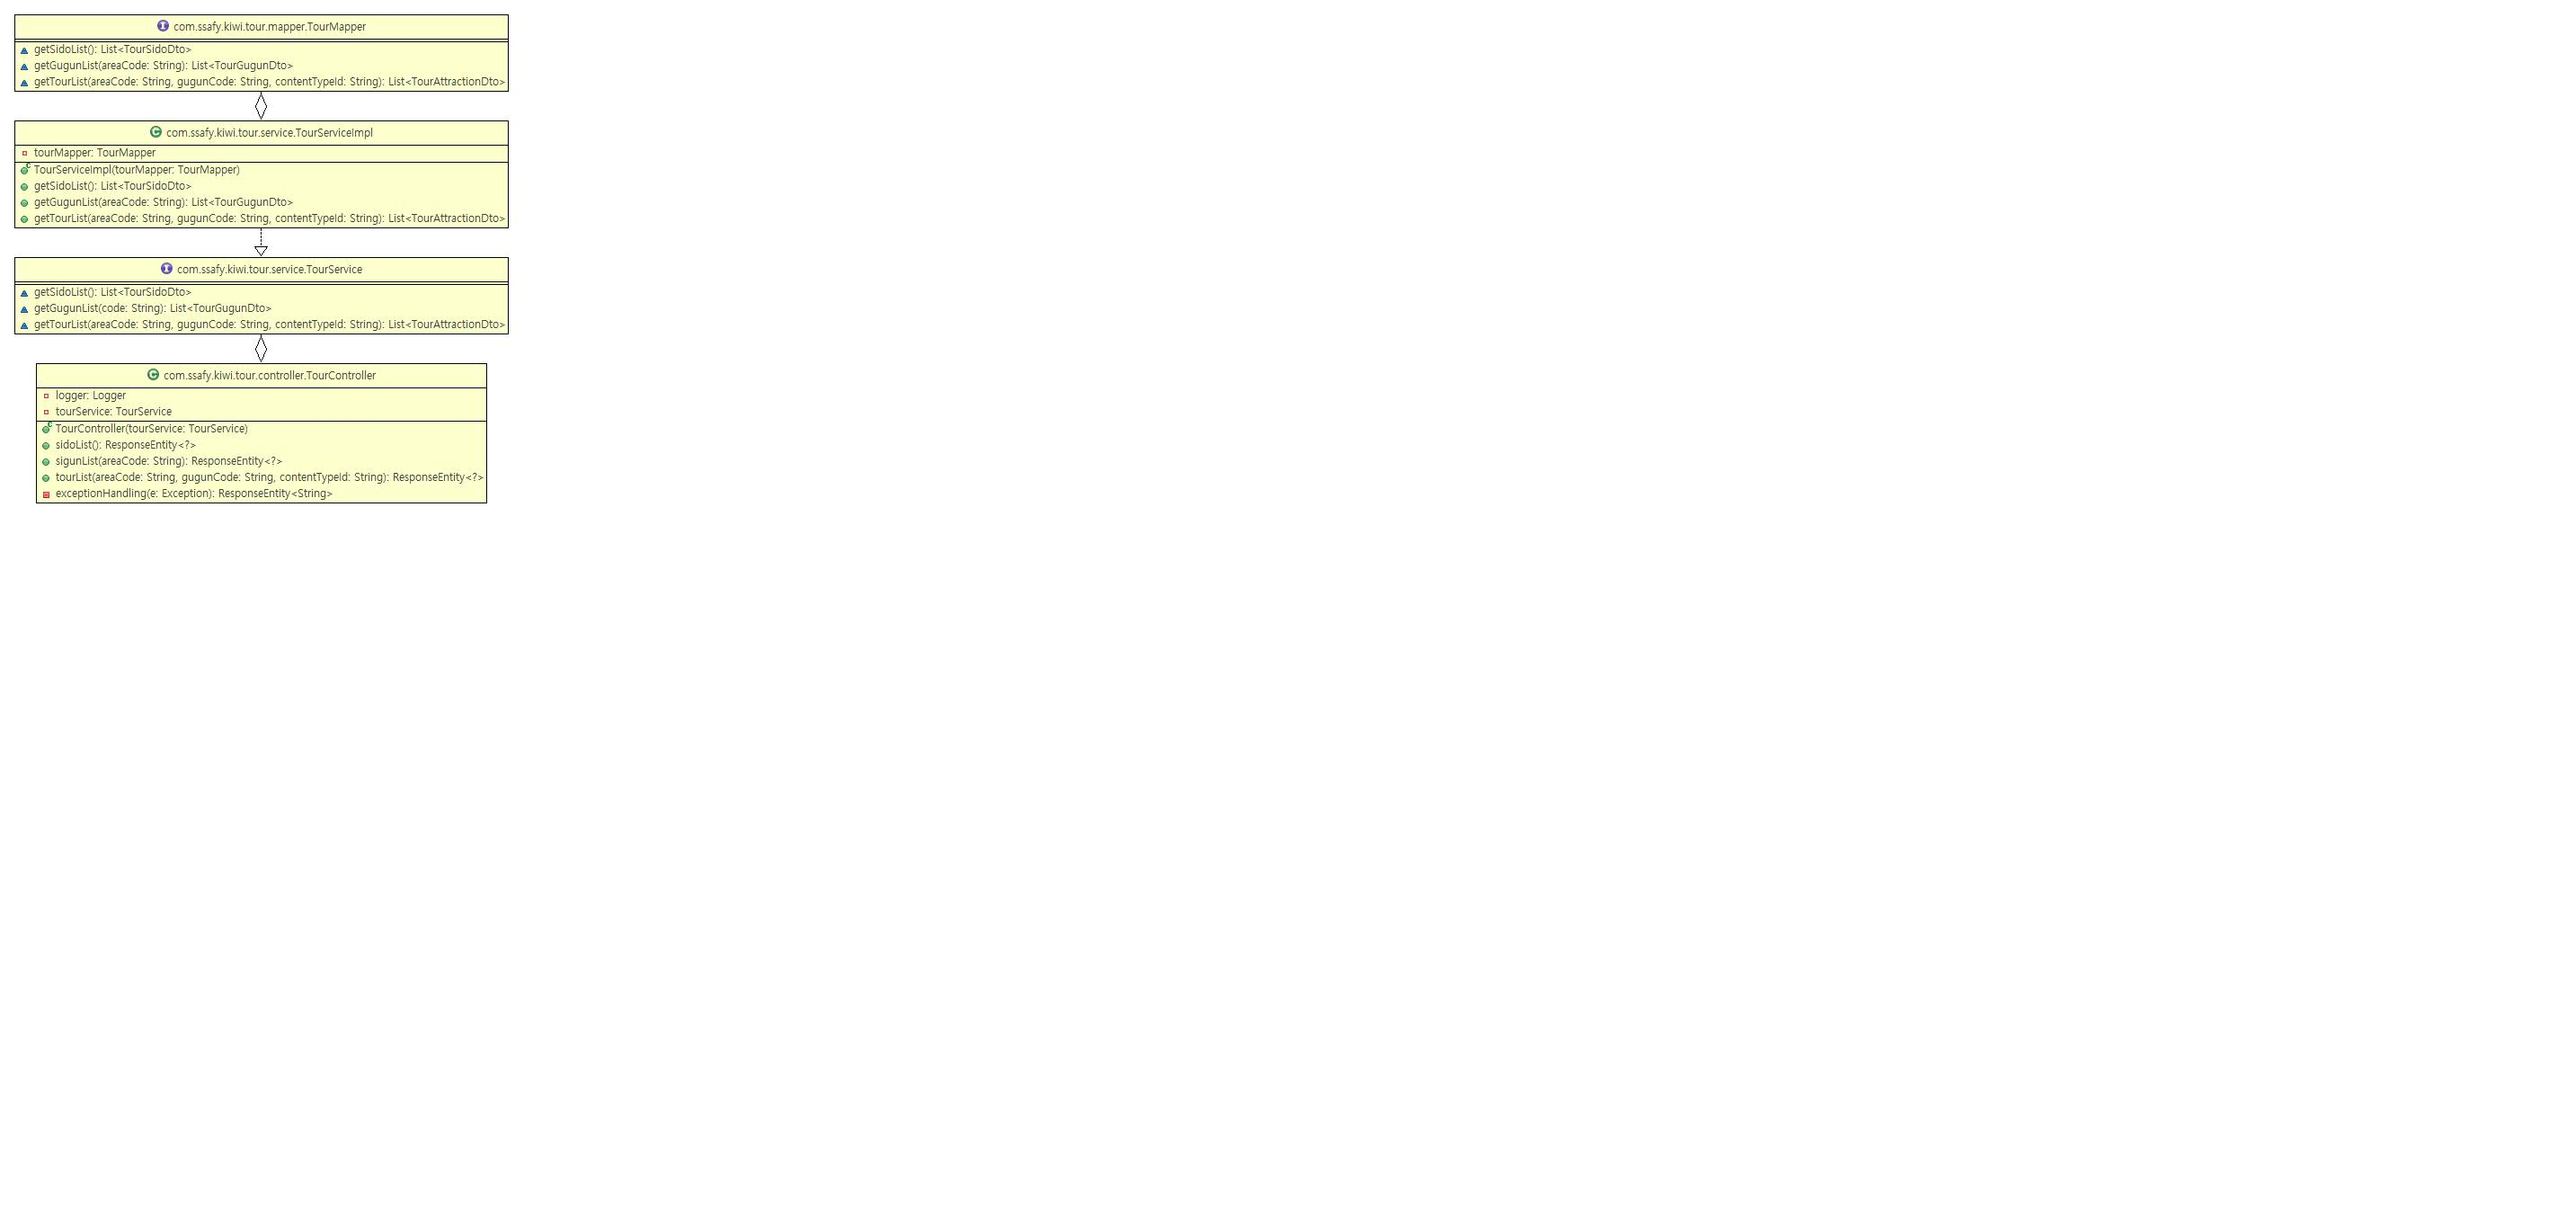 com.ssafy.kiwi.tour.mapper.TourMapper
getSidoList(): List<TourSidoDto>
getGugunList(areaCode: String): List<TourGugunDto>
getTourList(areaCode: String, gugunCode: String, contentTypeId: String): List<TourAttractionDto>
com.ssafy.kiwi.tour.service.TourServiceImpl
tourMapper: TourMapper
TourServiceImpl(tourMapper: TourMapper)
getSidoList(): List<TourSidoDto>
getGugunList(areaCode: String): List<TourGugunDto>
getTourList(areaCode: String, gugunCode: String, contentTypeId: String): List<TourAttractionDto>
com.ssafy.kiwi.tour.service.TourService
getSidoList(): List<TourSidoDto>
getGugunList(code: String): List<TourGugunDto>
getTourList(areaCode: String, gugunCode: String, contentTypeId: String): List<TourAttractionDto>
com.ssafy.kiwi.tour.controller.TourController
logger: Logger
tourService: TourService
TourController(tourService: TourService)
sidoList(): ResponseEntity<?>
sigunList(areaCode: String): ResponseEntity<?>
tourList(areaCode: String, gugunCode: String, contentTypeId: String): ResponseEntity<?>
exceptionHandling(e: Exception): ResponseEntity<String>